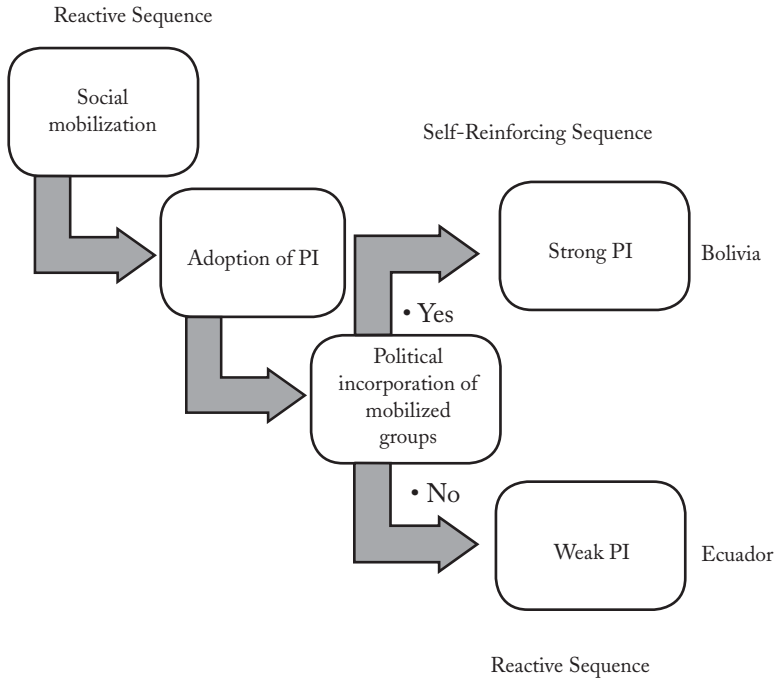 Reactive Sequence
Social
mobilization
Self-Reinforcing Sequence
Adoption of PI
Strong PI
Bolivia
• Yes
Political
incorporation of
mobilized
groups
• No
Weak PI
Ecuador
Reactive Sequence